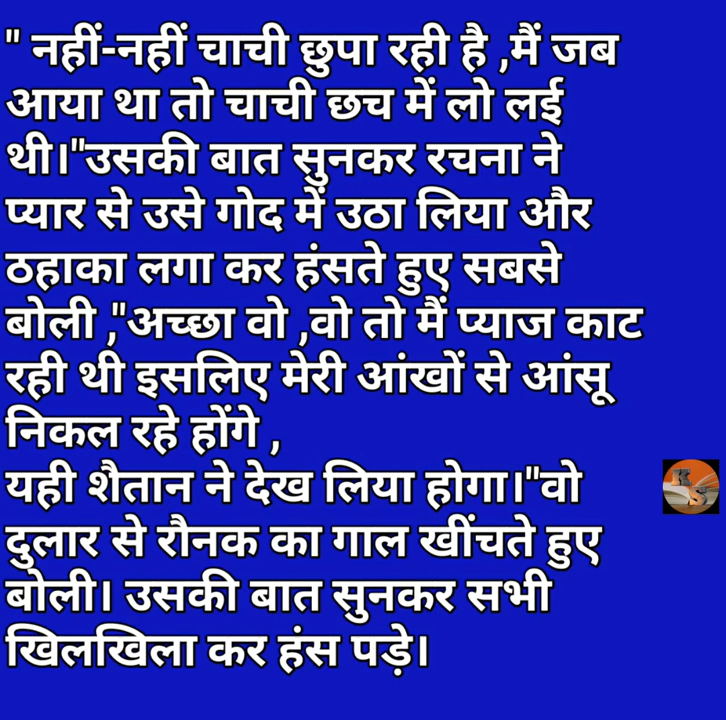 " नहीं-नहीं चाची छुपा रही है ,मैं जब
आया था तो चाची छच में लो लई
थी।"उसकी बात सुनकर रचना ने
प्यार से उसे गोद में उठा लिया और
ठहाका लगा कर हंसते हुए सबसे
बोली ,"अच्छा वो ,वो तो मैं प्याज काट
रही थी इसलिए मेरी आंखों से आंसू
निकल रहे होंगे ,
यही शैतान ने देख लिया होगा।"वो
दुलार से रौनक का गाल खींचते हुए
बोली। उसकी बात सुनकर सभी
खिलखिला कर हंस पड़े।